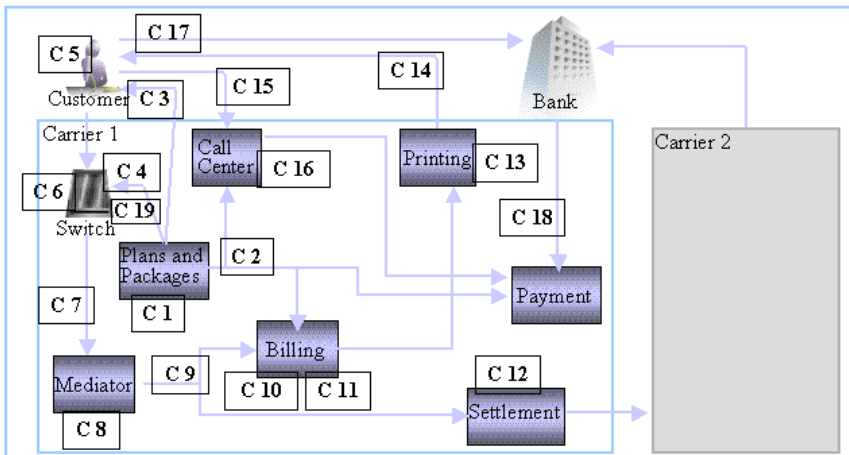 C 17
C 5
C 14
C 15
Customer
C 3
Bank
Carrier 1
Carrier 2
Call
Center
Printing
C 4
C 16
C 13
C 6
C 19
C 18
Switch
Plans and
Packages
C 2
Payment
C 1
C 7
Billing
Mediator
C 9
C 10
C 11
C 12
Settlement
C 8